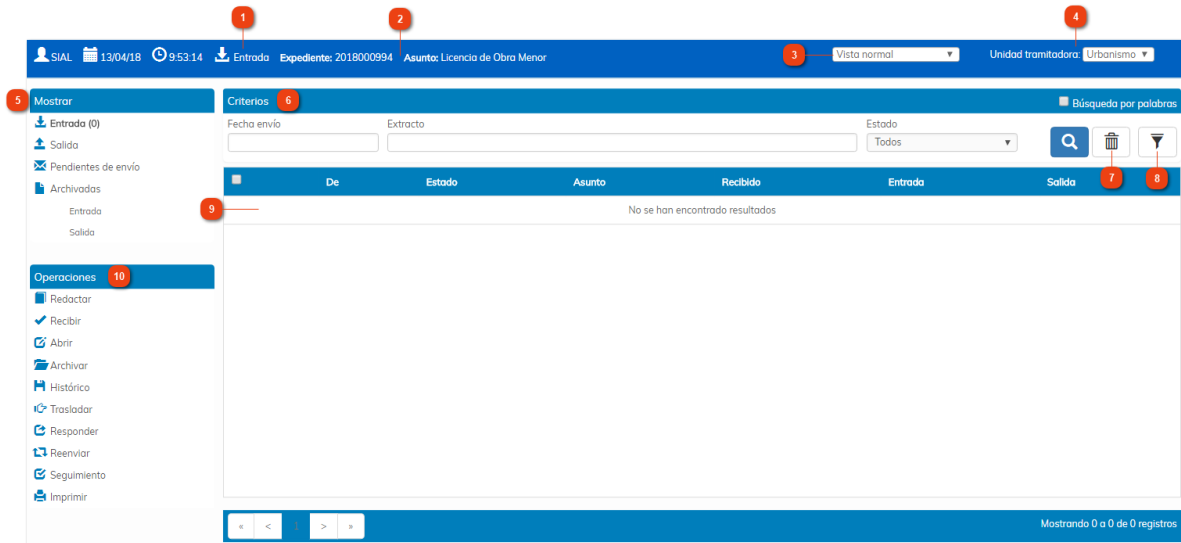 1 2 4
SIAL 13/04/18 9:53:14 Entrada Expediente: 2018000994 Asunto: Licencia de Obra Menor 3 Vista normal Unidad tramitadora: Urbanismo
5 Mostrar
Entrada (0)
Salida
Pendientes de envío
Archivadas
Entrada
Salida
Criterios 6 Búsqueda por palabras
Fecha envío Extracto Estado
Todos
7 8
De Estado Asunto Recibido Entrada Salida
9 No se han encontrado resultados
Operaciones 10
Redactar
Recibir
Abrir
Archivar
Histórico
Trasladar
Responder
Reenviar
Seguimiento
Imprimir
« < 1 > » Mostrando 0 a 0 de 0 registros